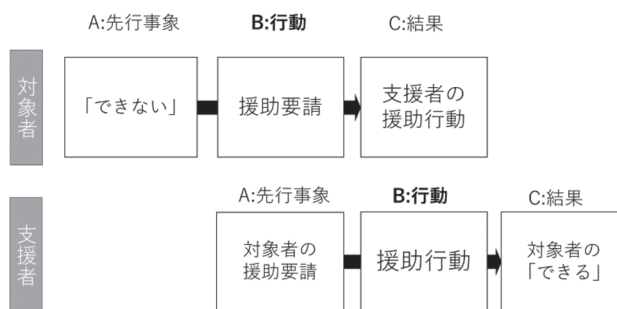 A:先行事象
B:行動
C:結果
対象者
「できない」
援助要請
支援者の
援助行動
A:先行事象
B:行動
C:結果
支援者
対象者の
援助要請
援助行動
対象者の
「できる」